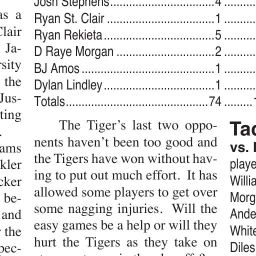 Josh Stephens 4
Ryan St. Clair 1
Ryan Rekieta 5
D Raye Morgan 2
BJ Amos 1
Dylan Lindley 1
Totals 74
The Tiger's last two oppo-
nents haven't been too good and
the Tigers have won without hav-
ing to put out much effort. It has
allowed some players to get over
some nagging injuries. Will the
easy games be a help or will they
hurt the Tigers as they take on
as a
Clair
Ja-
rsity
the
Jus-
ting
ams
kler
cker
be-
and
r the
pec-
Tac
vs.
playe
Willia
Morg
Ande
White
Diles